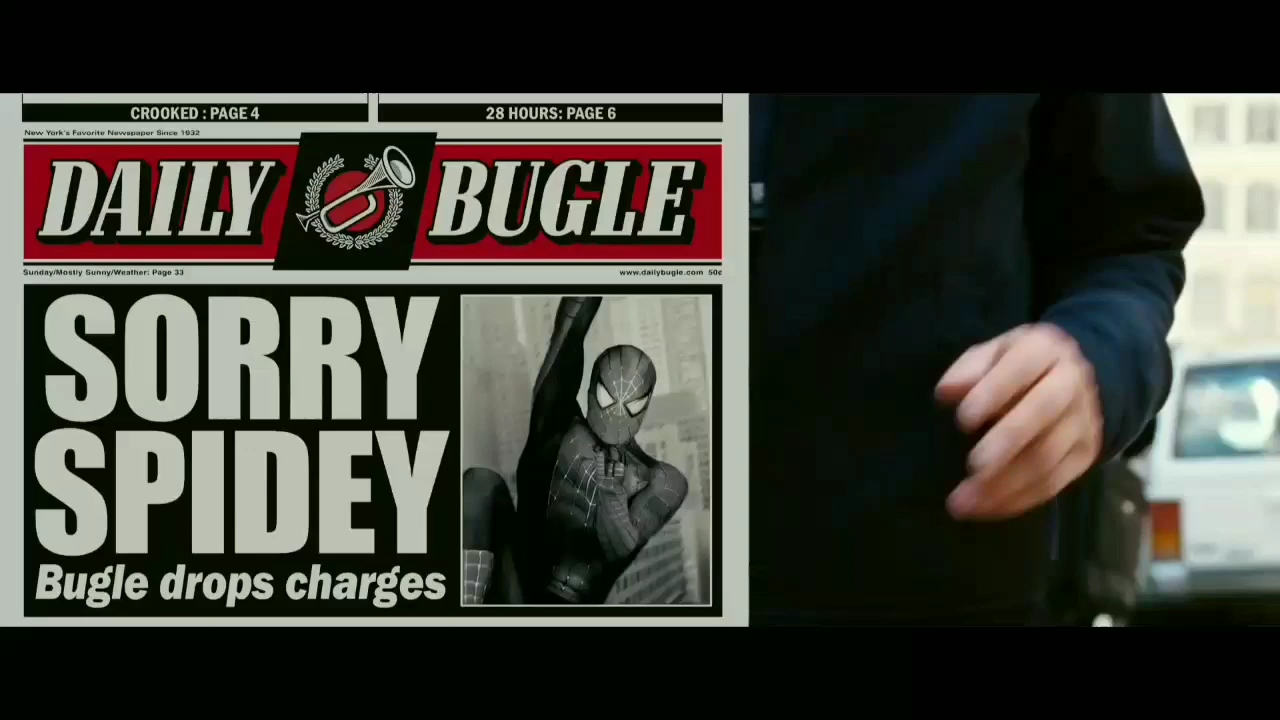 CROOKED : PAGE 4
28 HOURS: PAGE 6
New York's Favorite Newspaper Since 1932
DAILY BUGLE
Sunday/Mostly Sunny/Weather: Page 33
www.dailybugle.com 50¢
SORRY
SPIDEY
Bugle drops charges